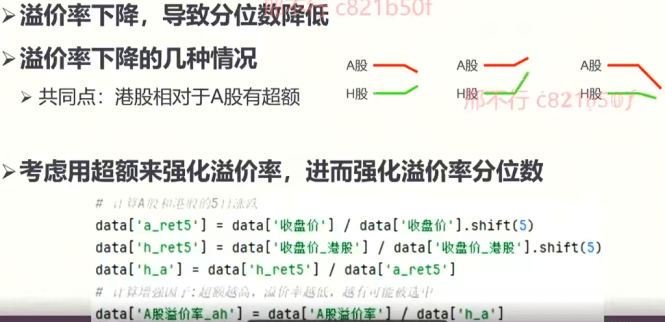 溢价率下降，导致分位数降低
那不行 c821b50f
溢价率下降的几种情况
共同点：港股相对于A股有超额
A股
H股
A股
H股
A股
H股
那不行 c821b50f
考虑用超额来强化溢价率，进而强化溢价率分位数
# 计算A股和港股的5日涨跌
data['a_ret5'] = data['收盘价'] / data['收盘价'].shift(5)
data['h_ret5'] = data['收盘价_港股'] / data['收盘价_港股'].shift(5)
data['h_a'] = data['h_ret5'] / data['a_ret5']
# 计算增强因子:超额越高，溢价率越低，越有可能被选中
data['A股溢价率_ah'] = data['A股溢价率'] / data['h_a']